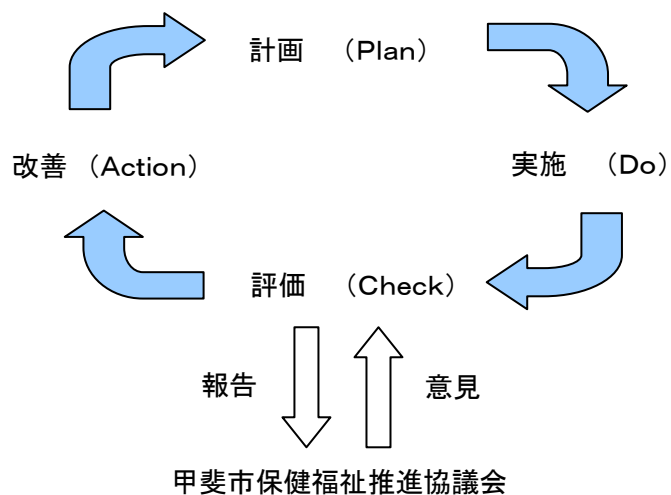 計画　（Plan）
改善（Action）
実施　（Do）
評価　（Check）
報告
意見
甲斐市保健福祉推進協議会